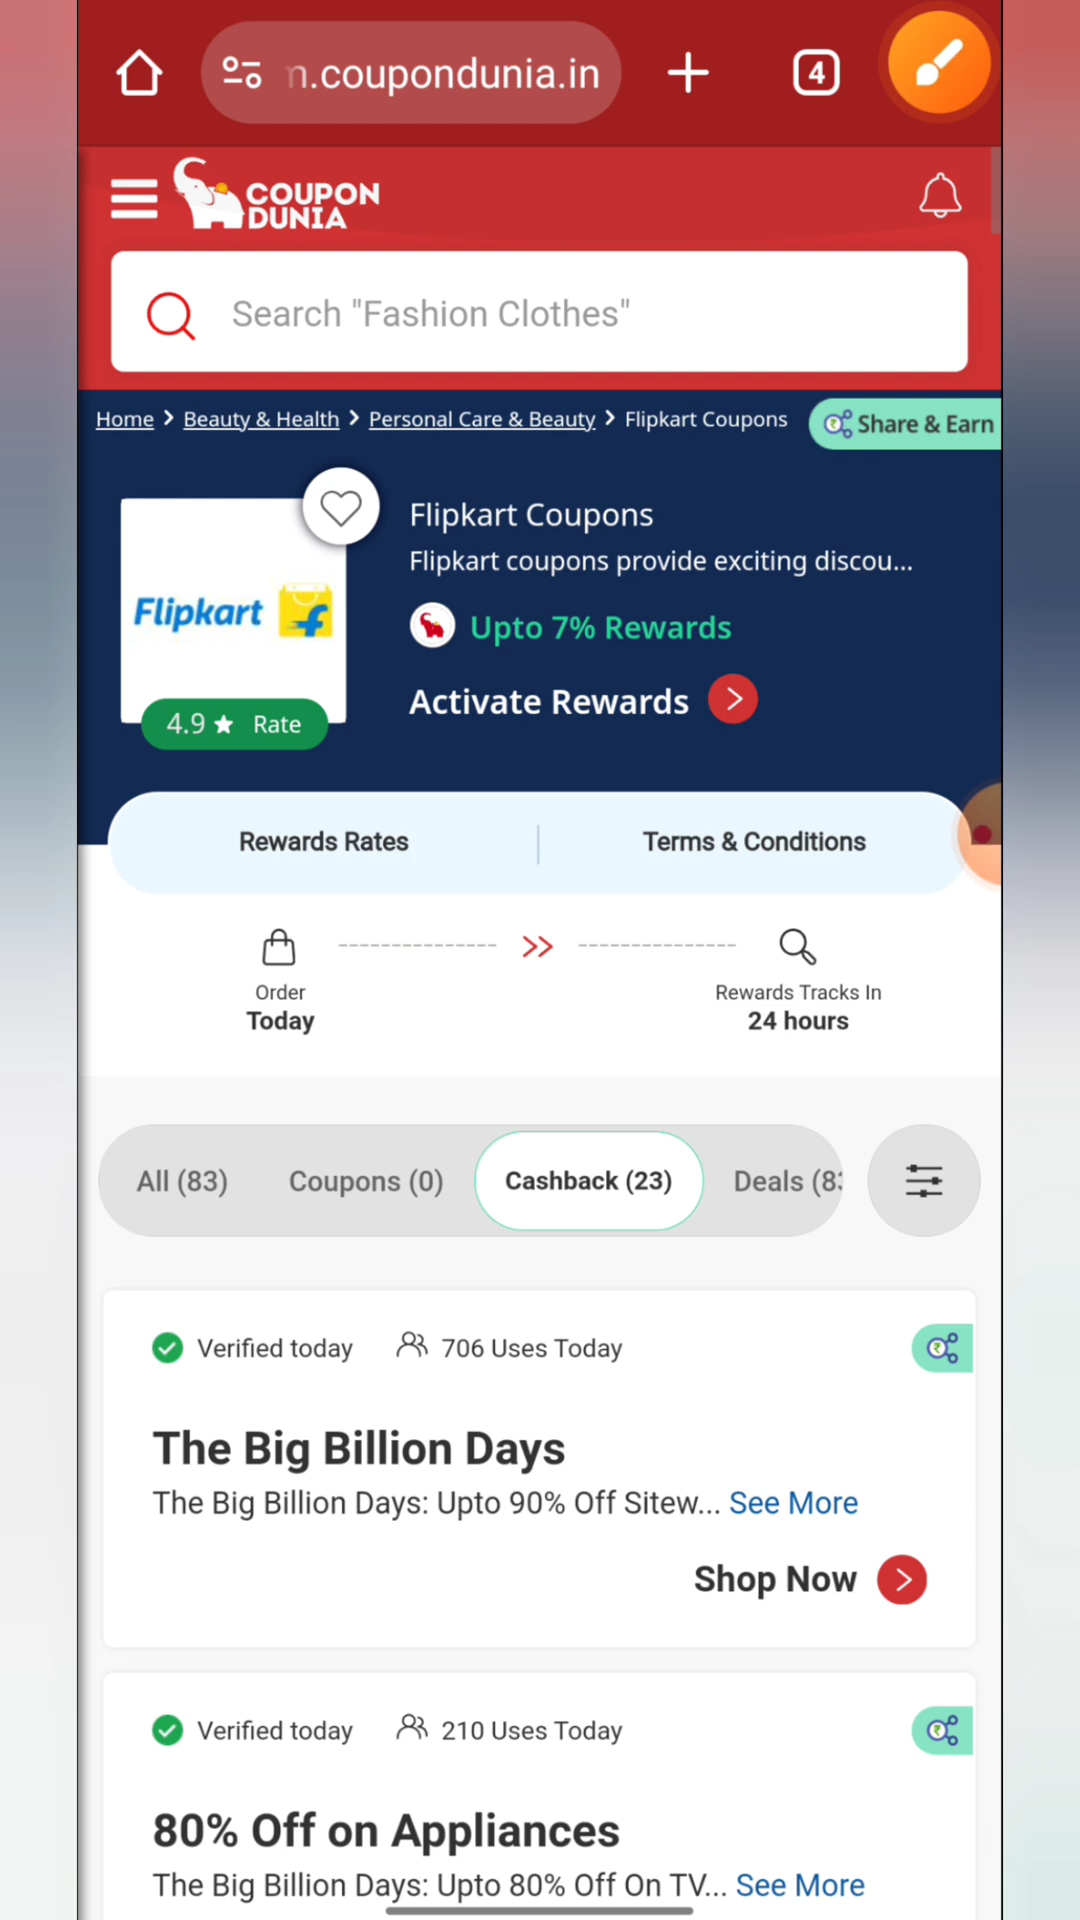 n.coupondunia.in
4
COUPON
DUNIA
Search "Fashion Clothes"
Home > Beauty & Health > Personal Care & Beauty > Flipkart Coupons
Share & Earn
Flipkart
Flipkart Coupons
Flipkart coupons provide exciting discou...
Upto 7% Rewards
Activate Rewards
4.9 ★ Rate
Rewards Rates
Terms & Conditions
Order
Today
Rewards Tracks In
24 hours
All (83)
Coupons (0)
Cashback (23)
Deals (8
Verified today
706 Uses Today
The Big Billion Days
The Big Billion Days: Upto 90% Off Sitew... See More
Shop Now
Verified today
210 Uses Today
80% Off on Appliances
The Big Billion Days: Upto 80% Off On TV... See More